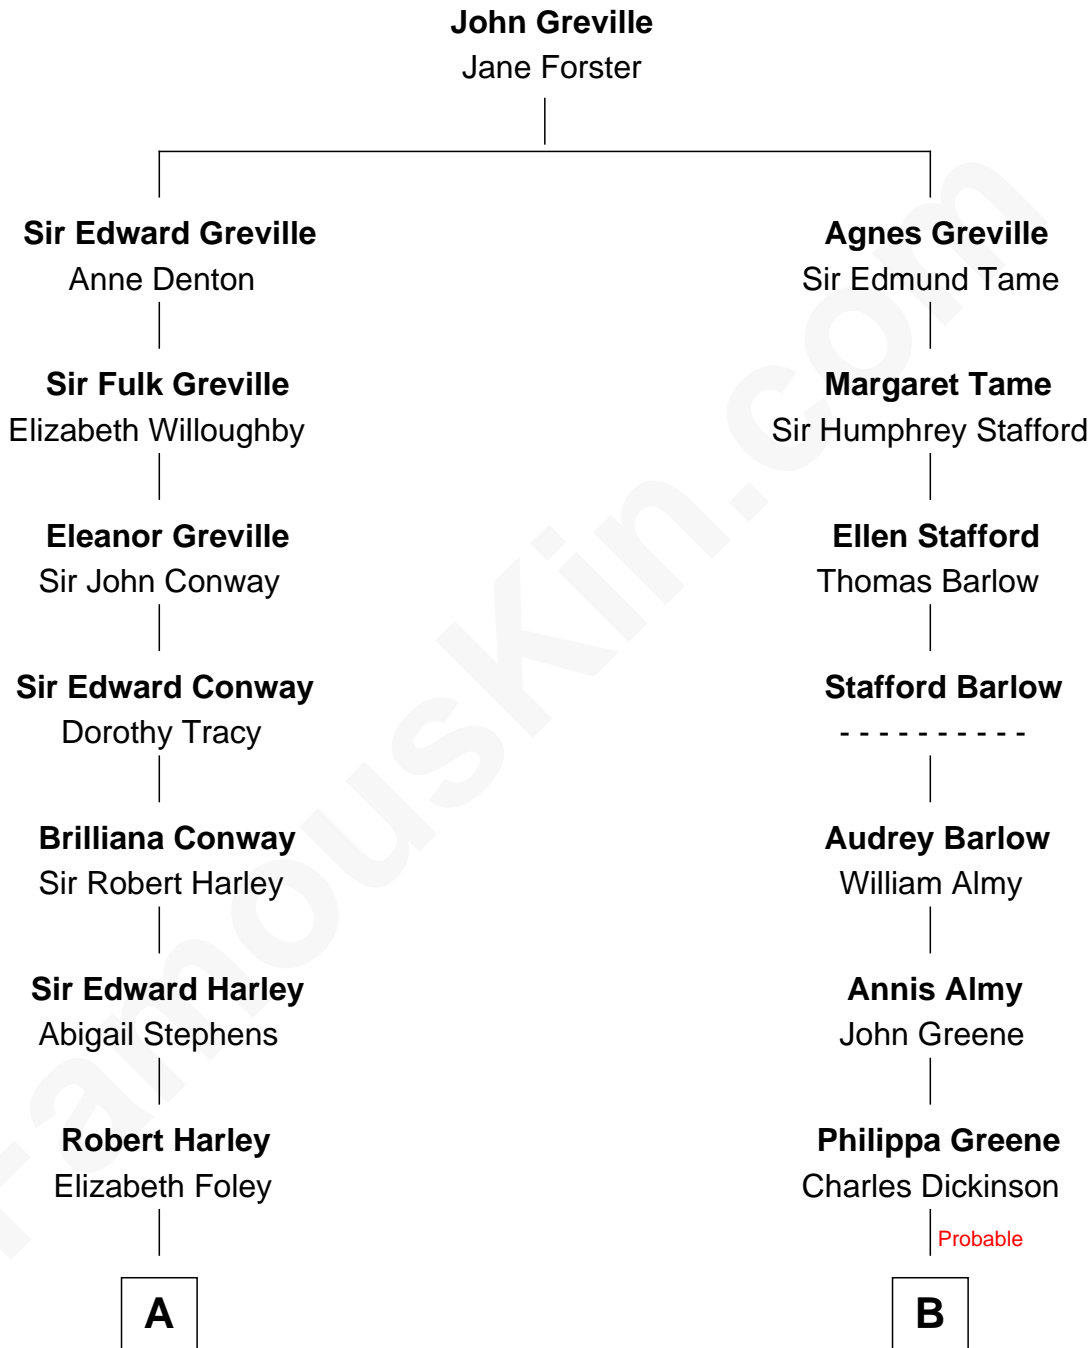 John Greville
Jane Forster
Sir Edward Greville
Anne Denton
Agnes Greville
Sir Edmund Tame
Sir Fulk Greville
Elizabeth Willoughby
Margaret Tame
Sir Humphrey Stafford
Eleanor Greville
Sir John Conway
Ellen Stafford
Thomas Barlow
Sir Edward Conway
Dorothy Tracy
Stafford Barlow
- - - - - - - - - -
Brilliana Conway
Sir Robert Harley
Audrey Barlow
William Almy
Sir Edward Harley
Abigail Stephens
Annis Almy
John Greene
Robert Harley
Elizabeth Foley
Philippa Greene
Charles Dickinson
Probable
A
B
FamousKin.com